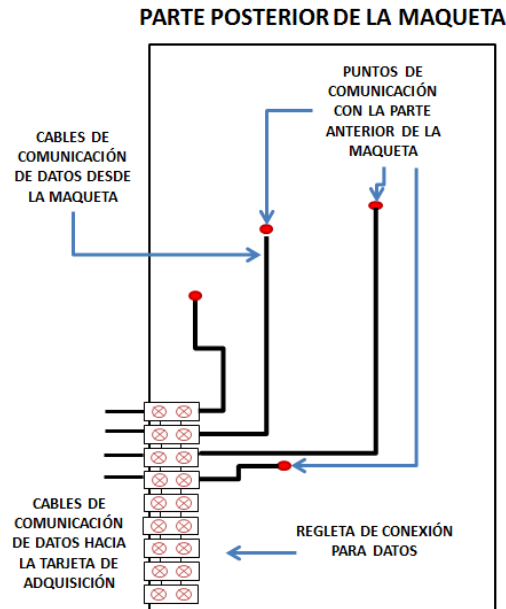 PARTE POSTERIOR DE LA MAQUETA
PUNTOS DE
COMUNICACIÓN
CON LA PARTE
ANTERIOR DE LA
MAQUETA
CABLES DE
COMUNICACIÓN
DE DATOS DESDE
LA MAQUETA
CABLES DE
COMUNICACIÓN
DE DATOS HACIA
LA TARJETA DE
ADQUISICIÓN
REGLETA DE CONEXIÓN
PARA DATOS